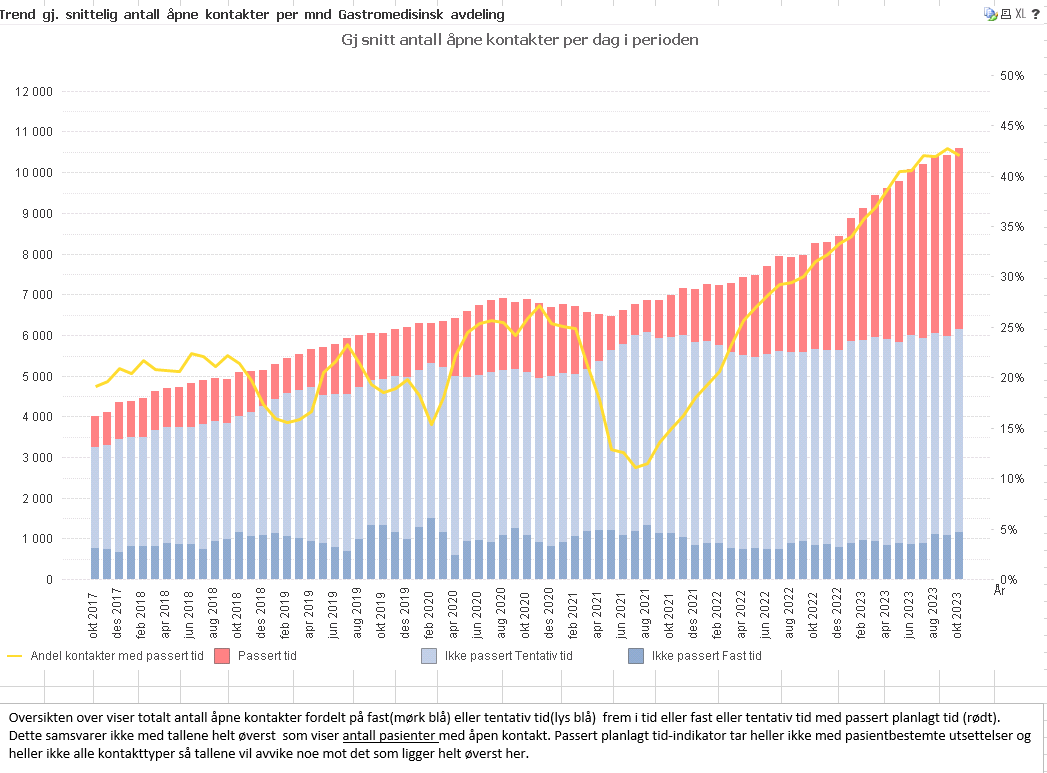 Trend gj. snittelig antall åpne kontakter per mnd Gastromedisinsk avdeling
XL ?
Gj snitt antall åpne kontakter per dag i perioden
12 000
11 000
10 000
9 000
8 000
7 000
6 000
5 000
4 000
3 000
2 000
1 000
0
50%
45%
40%
35%
30%
25%
20%
15%
10%
5%
0%
År
okt 2017
des 2017
feb 2018
apr 2018
jun 2018
aug 2018
okt 2018
des 2018
feb 2019
apr 2019
jun 2019
aug 2019
okt 2019
des 2019
feb 2020
apr 2020
jun 2020
aug 2020
okt 2020
des 2020
feb 2021
apr 2021
jun 2021
aug 2021
okt 2021
des 2021
feb 2022
apr 2022
jun 2022
aug 2022
okt 2022
des 2022
feb 2023
apr 2023
jun 2023
aug 2023
okt 2023
Andel kontakter med passert tid Passert tid Ikke passert Tentativ tid Ikke passert Fast tid
Oversikten over viser totalt antall åpne kontakter fordelt på fast(mørk blå) eller tentativ tid(lys blå) frem i tid eller fast eller tentativ tid med passert planlagt tid (rødt).
Dette samsvarer ikke med tallene helt øverst som viser antall pasienter med åpen kontakt. Passert planlagt tid-indikator tar heller ikke med pasientbestemte utsettelser og
heller ikke alle kontakttyper så tallene vil avvike noe mot det som ligger helt øverst her.